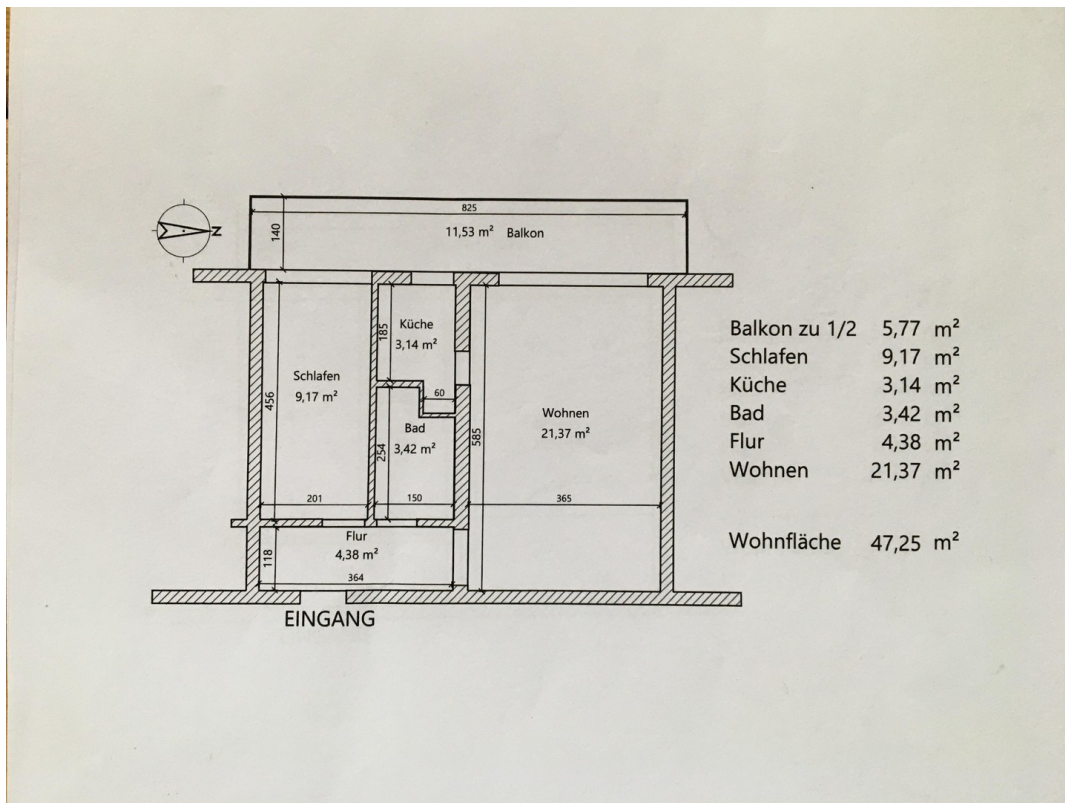 825
140
11,53 m² Balkon
N
Küche
3,14 m²
185
Schlafen
9,17 m²
456
60
Bad
3,42 m²
254
585
Wohnen
21,37 m²
201
150
365
Flur
4,38 m²
118
364
EINGANG
Balkon zu 1/2 5,77 m²
Schlafen 9,17 m²
Küche 3,14 m²
Bad 3,42 m²
Flur 4,38 m²
Wohnen 21,37 m²
Wohnfläche 47,25 m²